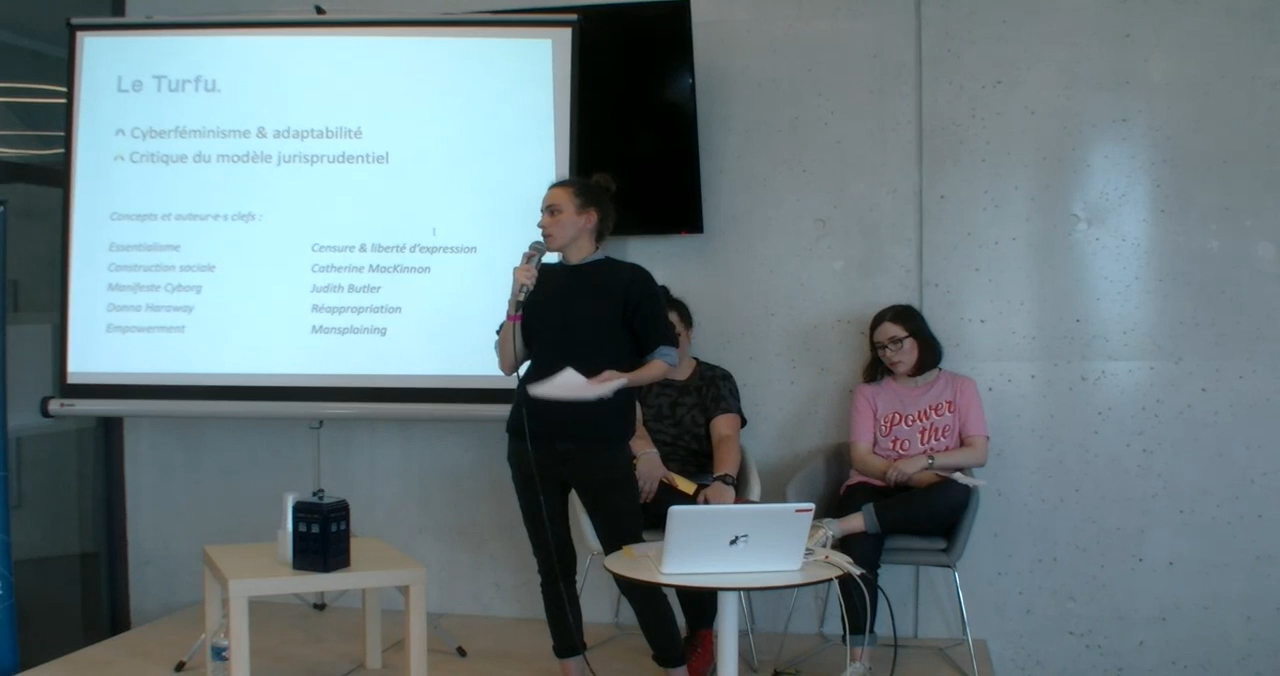 Le Turfu.
Cyberféminisme & adaptabilité
Critique du modèle jurisprudentiel
Concepts et auteur·e·s clefs :
Essentialisme
Construction sociale
Manifeste Cyborg
Donna Haraway
Empowerment
Censure & liberté d'expression
Catherine MacKinnon
Judith Butler
Réappropriation
Mansplaining
Power
to the